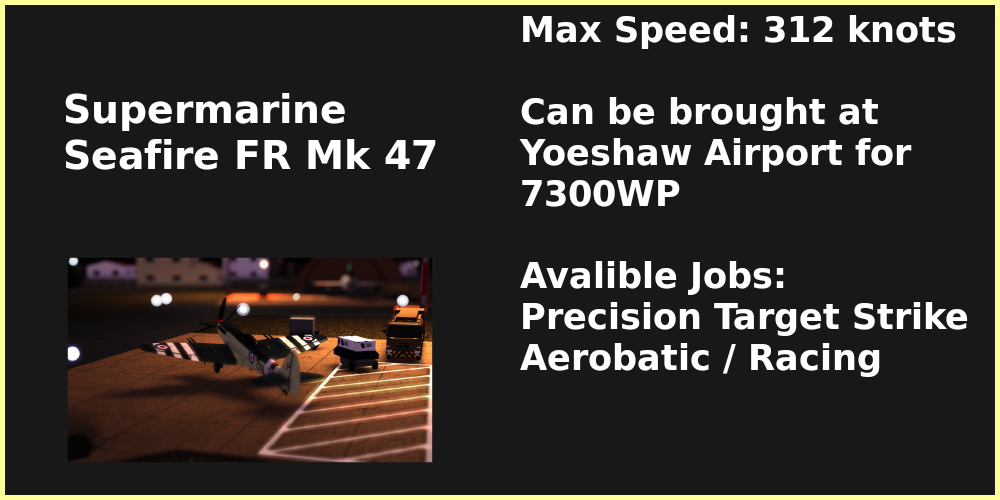 Supermarine
Seafire FR Mk 47
Max Speed: 312 knots
Can be brought at
Yoeshaw Airport for
7300WP
Avalible Jobs:
Precision Target Strike
Aerobatic / Racing